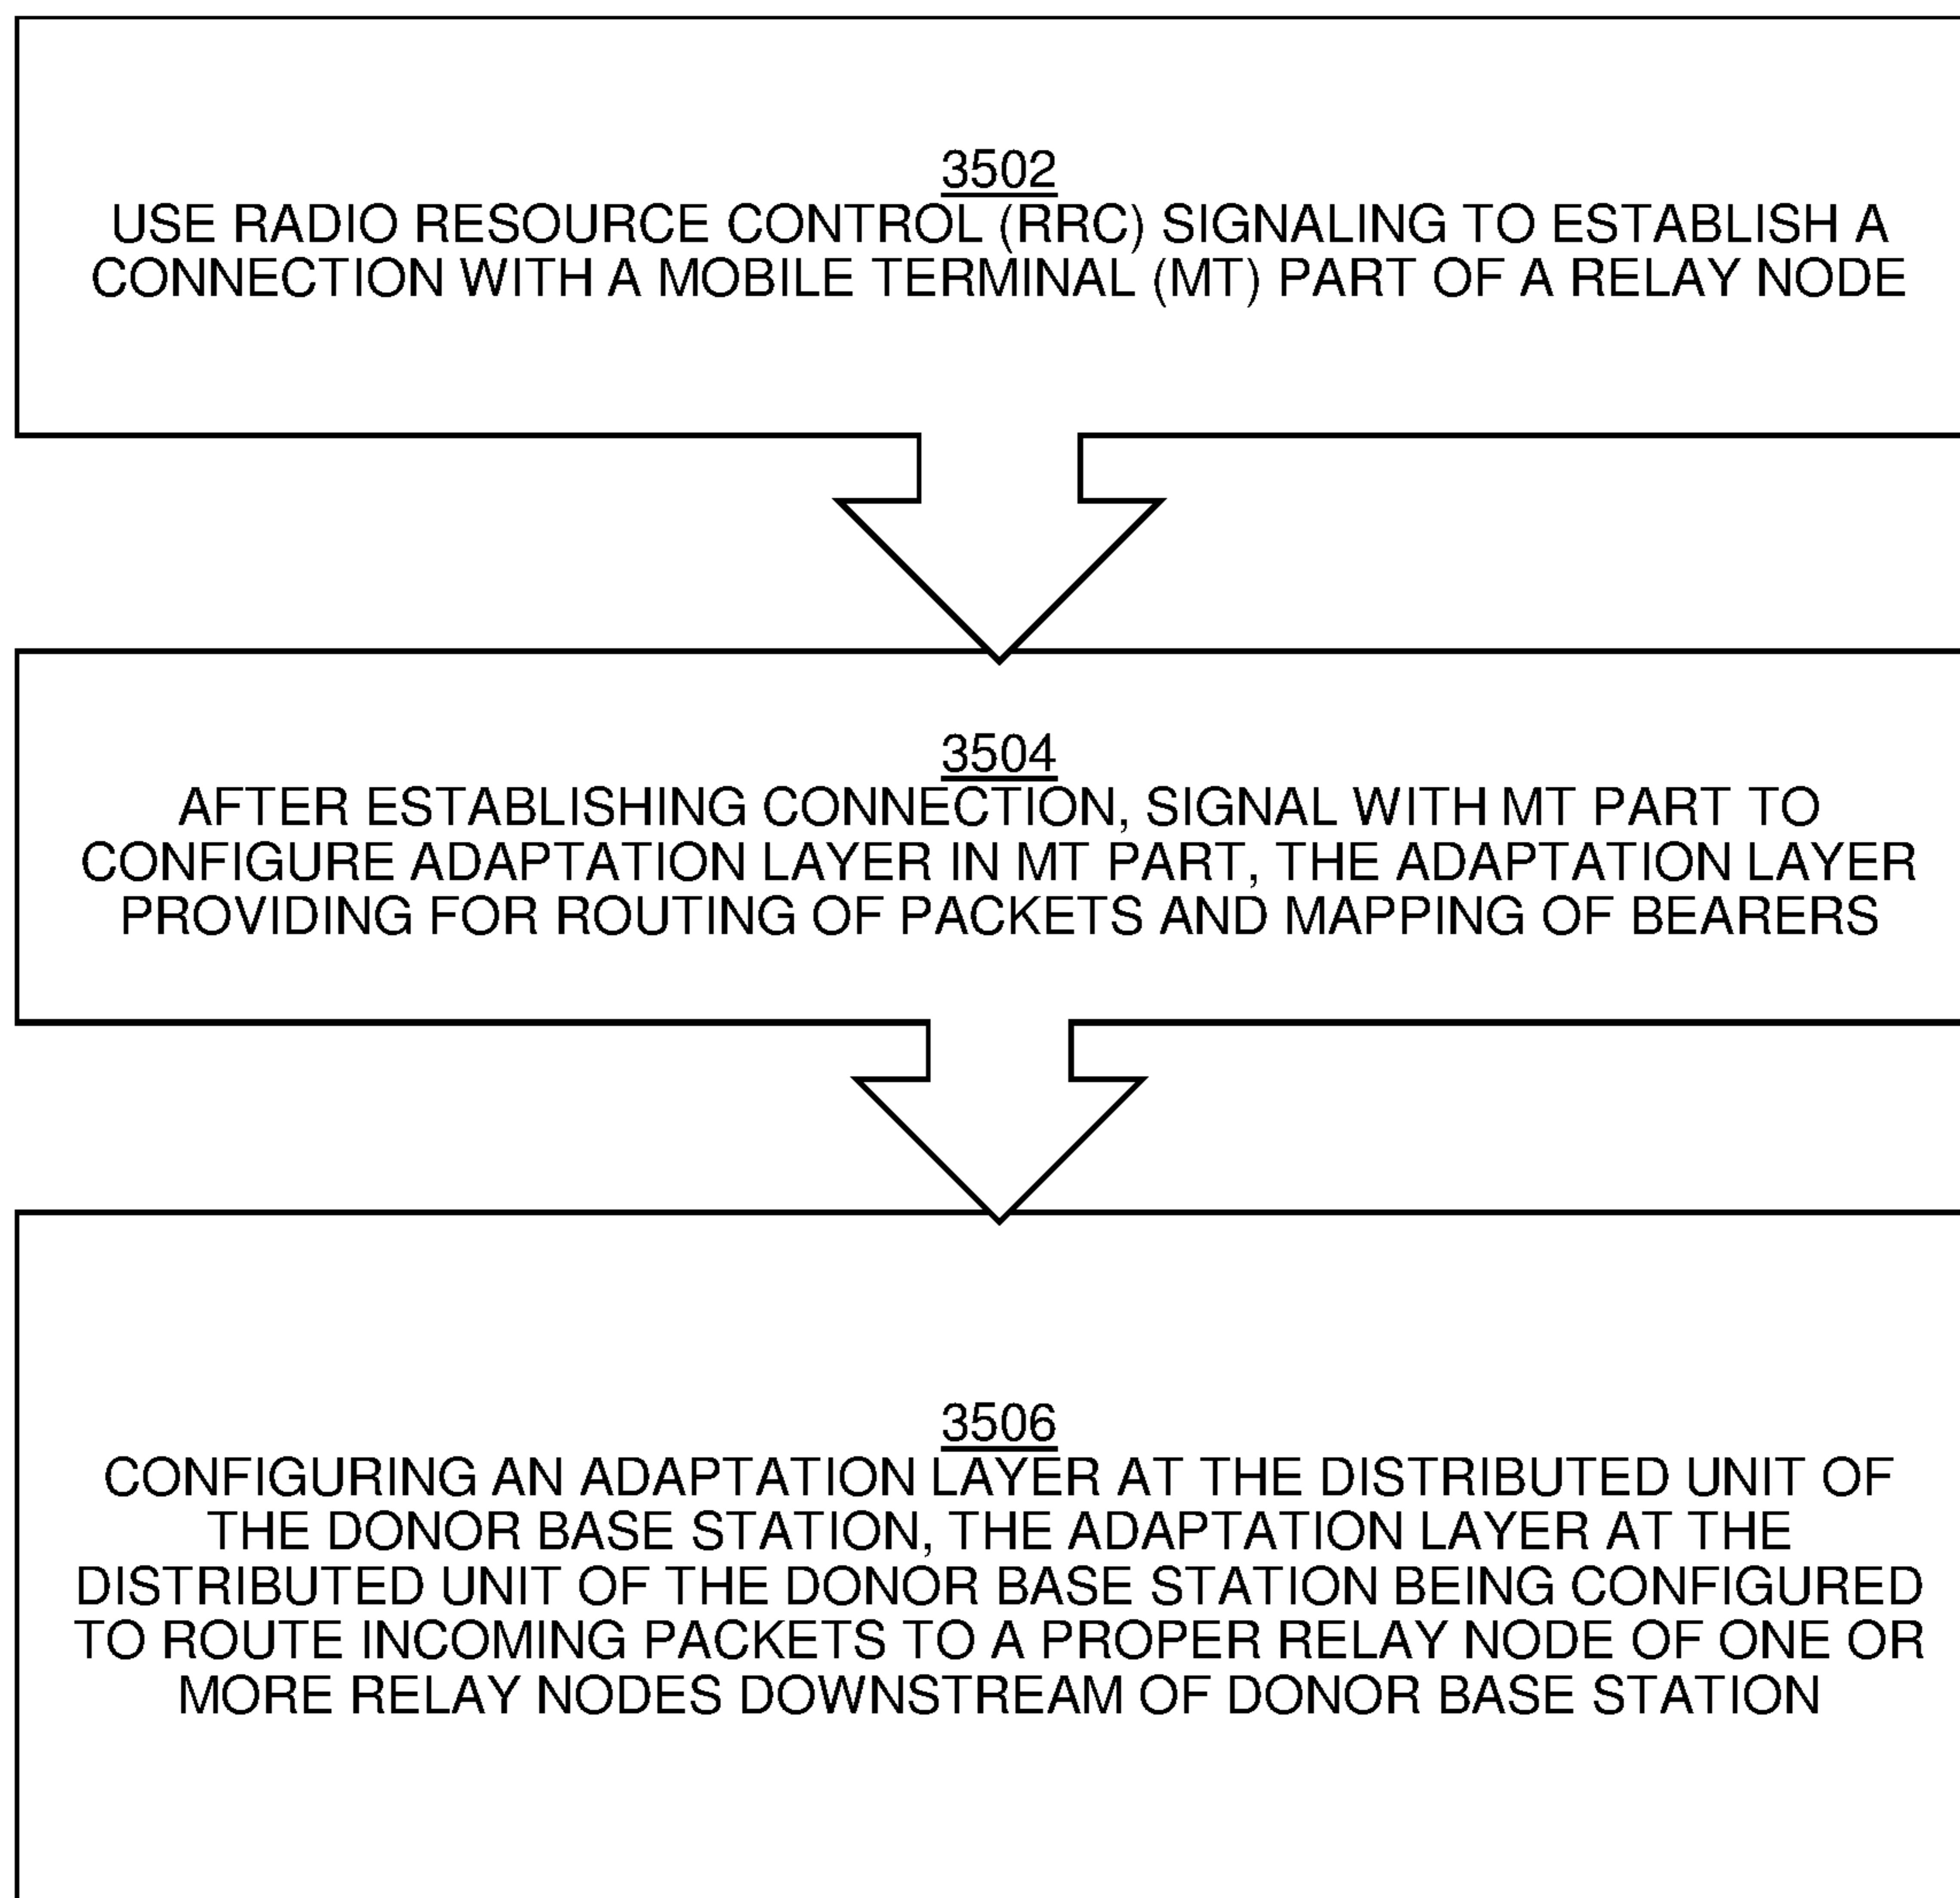 3502
USE RADIO RESOURCE CONTROL (RRC) SIGNALING TO ESTABLISH A
CONNECTION WITH A MOBILE TERMINAL (MT) PART OF A RELAY NODE
3504
AFTER ESTABLISHING CONNECTION, SIGNAL WITH MT PART TO
CONFIGURE ADAPTATION LAYER IN MT PART, THE ADAPTATION LAYER
PROVIDING FOR ROUTING OF PACKETS AND MAPPING OF BEARERS
3506
CONFIGURING AN ADAPTATION LAYER AT THE DISTRIBUTED UNIT OF
THE DONOR BASE STATION, THE ADAPTATION LAYER AT THE
DISTRIBUTED UNIT OF THE DONOR BASE STATION BEING CONFIGURED
TO ROUTE INCOMING PACKETS TO A PROPER RELAY NODE OF ONE OR
MORE RELAY NODES DOWNSTREAM OF DONOR BASE STATION